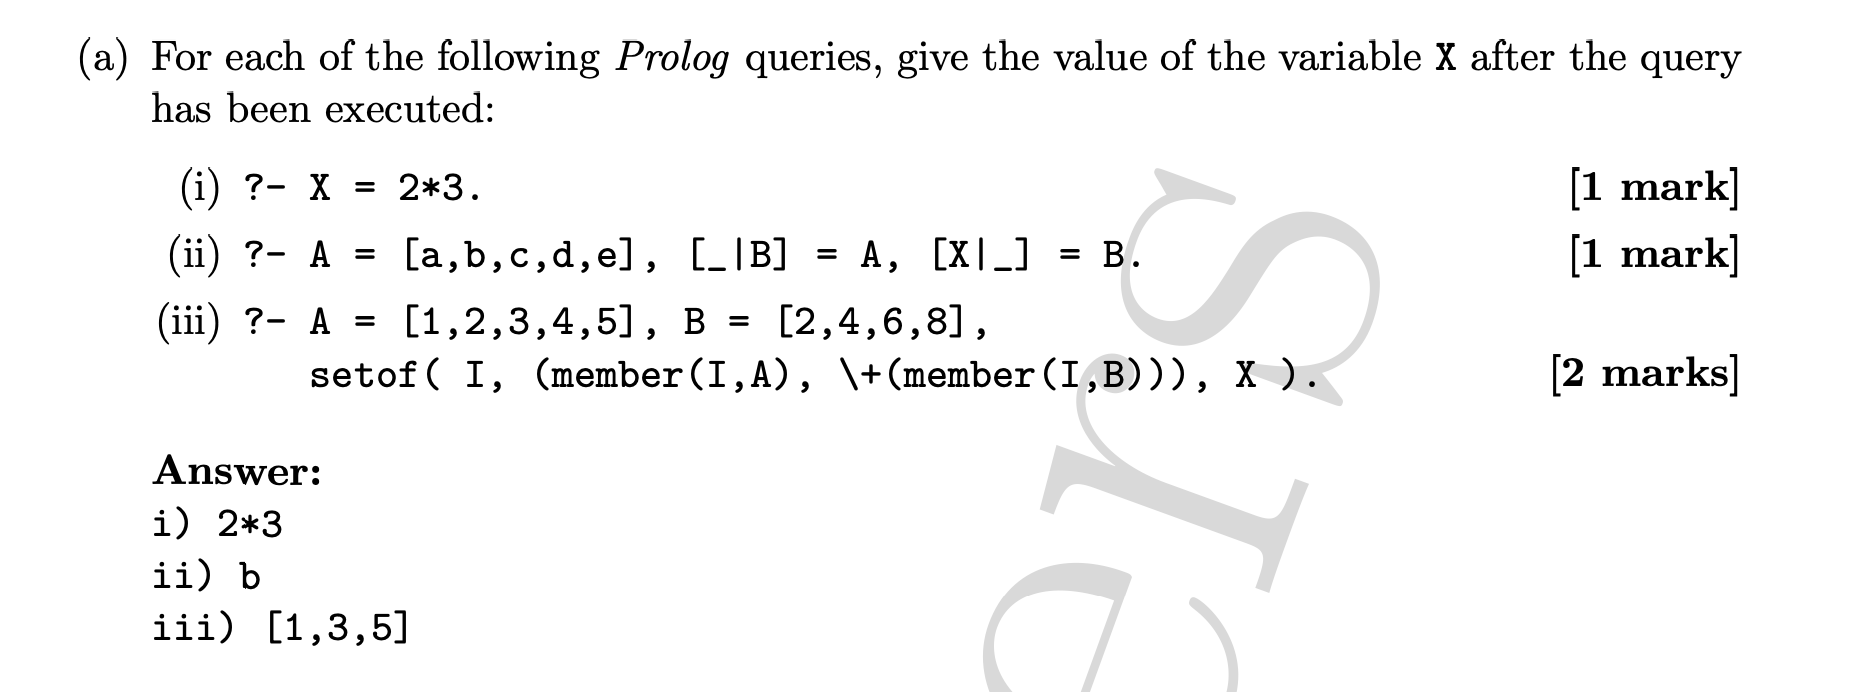 (a) For each of the following Prolog queries, give the value of the variable X after the query
has been executed:
(i) ?- X = 2*3. [1 mark]
(ii) ?- A = [a,b,c,d,e], [_|B] = A, [X|_] = B. [1 mark]
(iii) ?- A = [1,2,3,4,5], B = [2,4,6,8],
setof( I, (member(I,A), \+(member(I,B))), X ). [2 marks]
Answer:
i) 2*3
ii) b
iii) [1,3,5]
ers